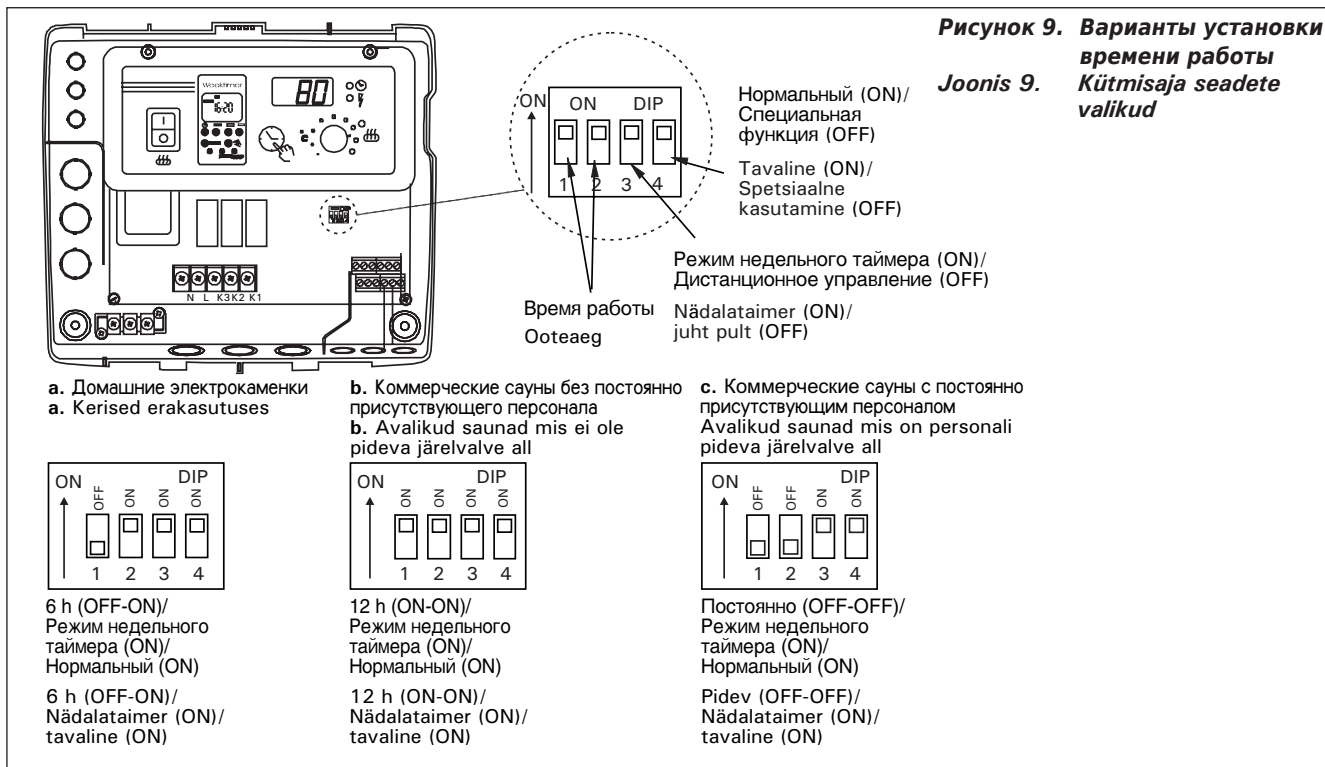 Рисунок 9. Варианты установки
времени работы
Joonis 9. Kütmisaja seadete
valikud
Weektimer
16:20
80
N L K3 K2 K1
ON
ON DIP
1 2 3 4
Нормальный (ON)/
Специальная
функция (OFF)
Tavaline (ON)/
Spetsiaalne
kasutamine (OFF)
Режим недельного таймера (ON)/
Дистанционное управление (OFF)
Nädalataimer (ON)/
juht pult (OFF)
Время работы
Ooteaeg
a. Домашние электрокаменки
a. Kerised erakasutuses
b. Коммерческие сауны без постоянно
присутствующего персонала
b. Avalikud saunad mis ei ole
pideva järelvalve all
c. Коммерческие сауны с постоянно
присутствующим персоналом
Avalikud saunad mis on personali
pideva järelvalve all
ON DIP
OFF ON ON ON
1 2 3 4
6 h (OFF-ON)/
Режим недельного
таймера (ON)/
Нормальный (ON)
6 h (OFF-ON)/
Nädalataimer (ON)/
tavaline (ON)
ON DIP
ON ON ON ON
1 2 3 4
12 h (ON-ON)/
Режим недельного
таймера (ON)/
Нормальный (ON)
12 h (ON-ON)/
Nädalataimer (ON)/
tavaline (ON)
ON DIP
OFF OFF ON ON
1 2 3 4
Постоянно (OFF-OFF)/
Режим недельного
таймера (ON)/
Нормальный (ON)
Pidev (OFF-OFF)/
Nädalataimer (ON)/
tavaline (ON)